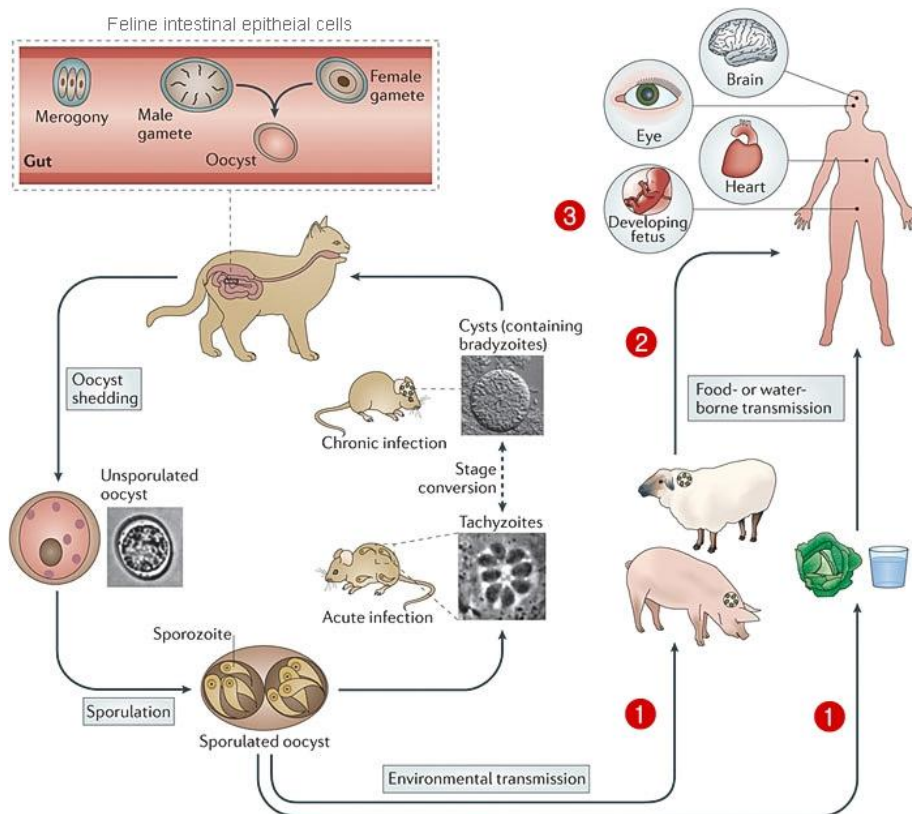 Feline intestinal epitheial cells
Merogony
Male
gamete
Female
gamete
Oocyst
Gut
Brain
Eye
Heart
3
Developing
fetus
Oocyst
shedding
Cysts (containing
bradyzoites)
Chronic infection
2
Food- or water-
borne transmission
Unsporulated
oocyst
Stage
conversion
Tachyzoites
Acute infection
Sporozoite
Sporulation
Sporulated oocyst
1
1
Environmental transmission